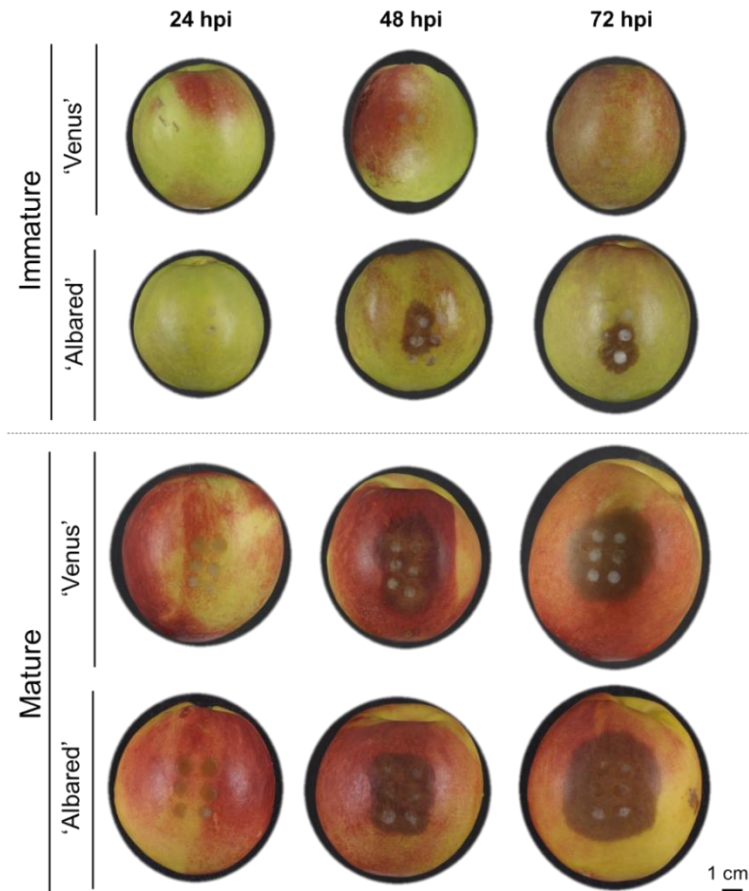 24 hpi 48 hpi 72 hpi
Immature
‘Venus’
‘Albared’
Mature
‘Venus’
‘Albared’
1 cm